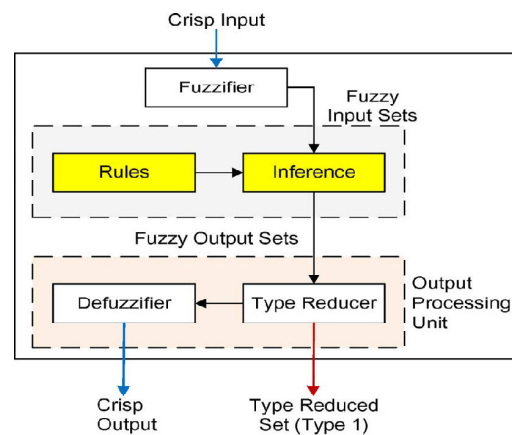 Crisp Input
Fuzzifier
Fuzzy
Input Sets
Rules
Inference
Fuzzy Output Sets
Defuzzifier
Type Reducer
Output
Processing
Unit
Crisp
Output
Type Reduced
Set (Type 1)